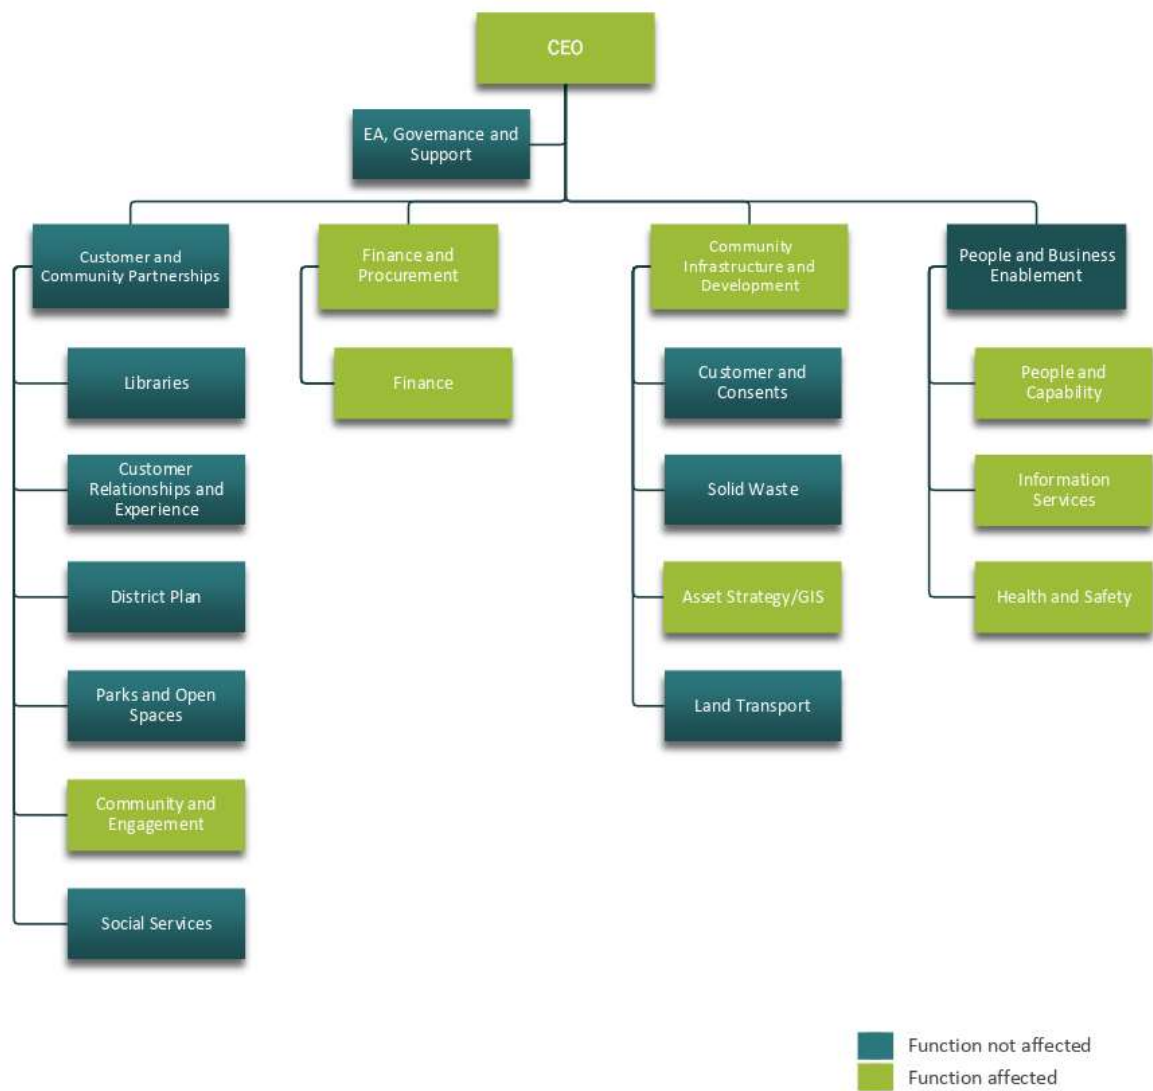 CEO
EA, Governance and
Support
Customer and
Community Partnerships
Libraries
Customer
Relationships and
Experience
District Plan
Parks and Open
Spaces
Community and
Engagement
Social Services
Finance and
Procurement
Finance
Community
Infrastructure and
Development
Customer and
Consents
Solid Waste
Asset Strategy/GIS
Land Transport
People and Business
Enablement
People and
Capability
Information
Services
Health and Safety
Function not affected
Function affected